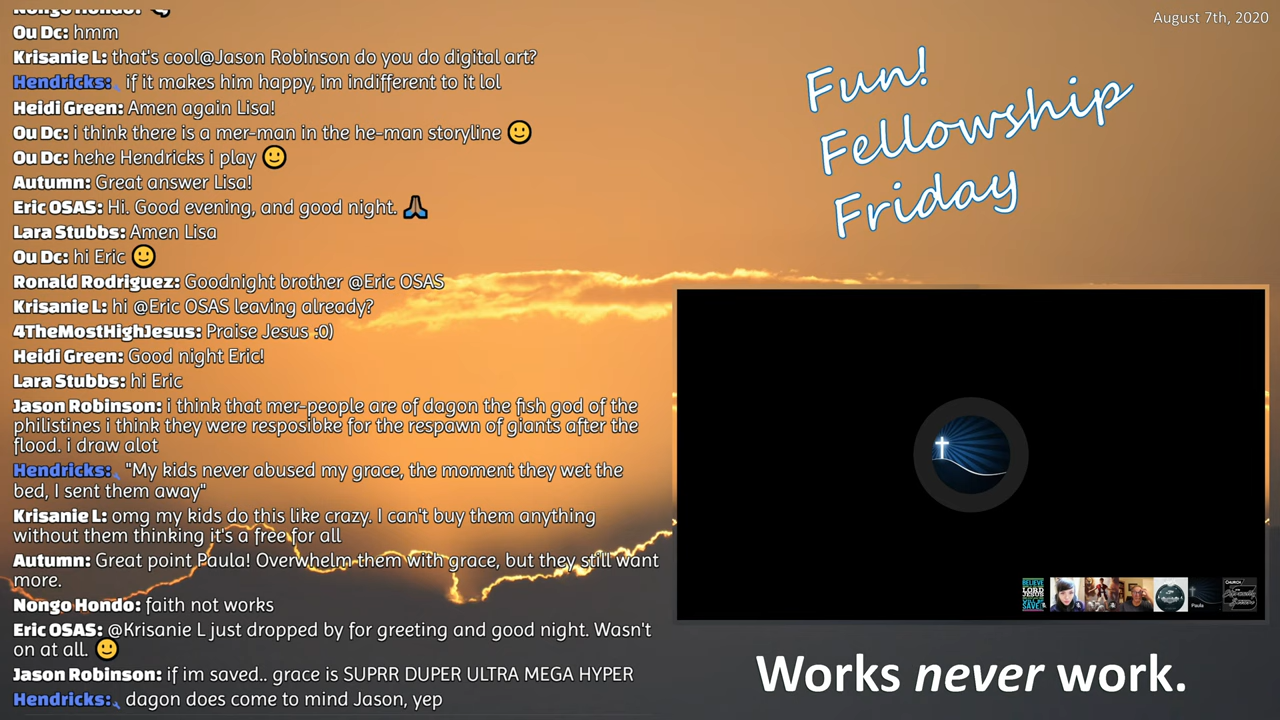 Nongo Hondo:
Ou Dc: hmm
Krisanie L: that's cool@Jason Robinson do you do digital art?
Hendricks: if it makes him happy, im indifferent to it lol
Heidi Green: Amen again Lisa!
Ou Dc: i think there is a mer-man in the he-man storyline 🙂
Ou Dc: hehe Hendricks i play 🙂
Autumn: Great answer Lisa!
Eric OSAS: Hi. Good evening, and good night. 🙏
Lara Stubbs: Amen Lisa
Ou Dc: hi Eric 🙂
Ronald Rodriguez: Goodnight brother @Eric OSAS
Krisanie L: hi @Eric OSAS leaving already?
4TheMostHighJesus: Praise Jesus :0)
Heidi Green: Good night Eric!
Lara Stubbs: hi Eric
Jason Robinson: i think that mer-people are of dagon the fish god of the
philistines i think they were resposibke for the respawn of giants after the
flood. i draw alot
Hendricks: "My kids never abused my grace, the moment they wet the
bed, I sent them away"
Krisanie L: omg my kids do this like crazy. I can't buy them anything
without them thinking it's a free for all
Autumn: Great point Paula! Overwhelm them with grace, but they still want
more.
Nongo Hondo: faith not works
Eric OSAS: @Krisanie L just dropped by for greeting and good night. Wasn't
on at all. 🙂
Jason Robinson: if im saved.. grace is SUPRR DUPER ULTRA MEGA HYPER
Hendricks: dagon does come to mind Jason, yep
August 7th, 2020
Fun!
Fellowship
Friday
BELIEVE
LORD
JESUS
SAVE
Paula
CHURCH
Works never work.